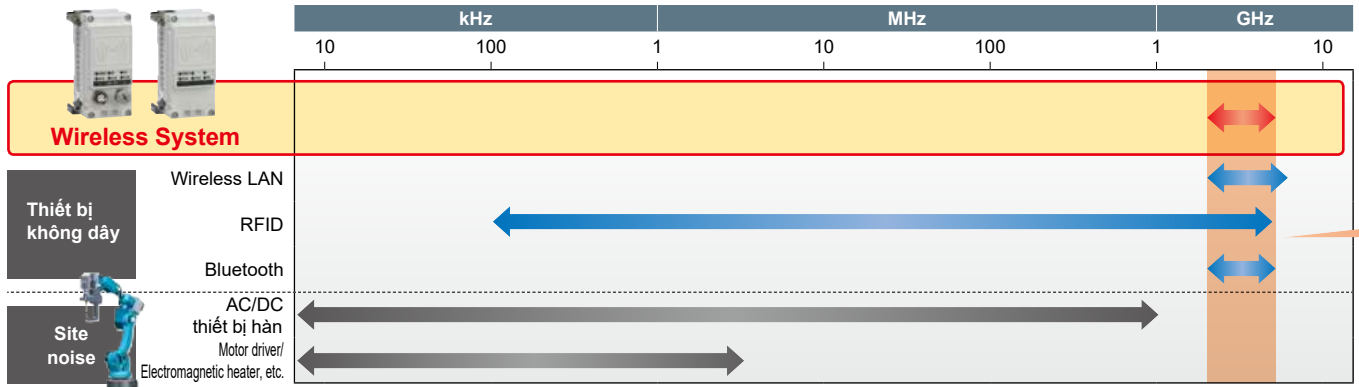 kHz MHz GHz
10 100 1 10 100 1 10
Wireless System
Thiết bị
không dây
Wireless LAN
RFID
Bluetooth
Site
noise
AC/DC
thiết bị hàn
Motor driver/
Electromagnetic heater, etc.